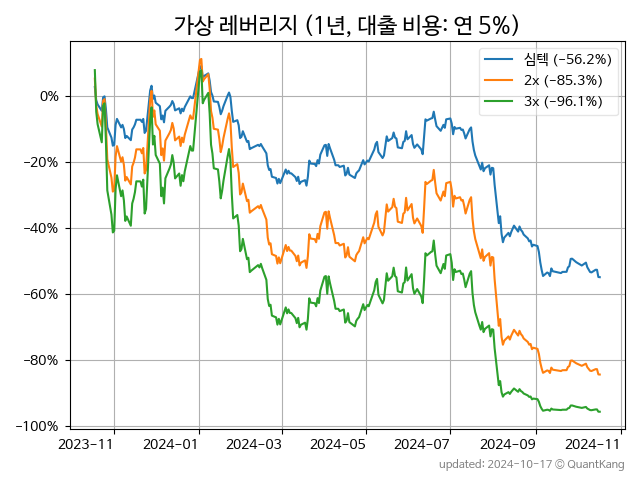 가상 레버리지 (1년, 대출 비용: 연 5%)
심텍 (−56.2%)
2x (−85.3%)
3x (−96.1%)
0%
−20%
−40%
−60%
−80%
−100%
2023-11 2024-01 2024-03 2024-05 2024-07 2024-09 2024-11
updated: 2024-10-17 © QuantKang